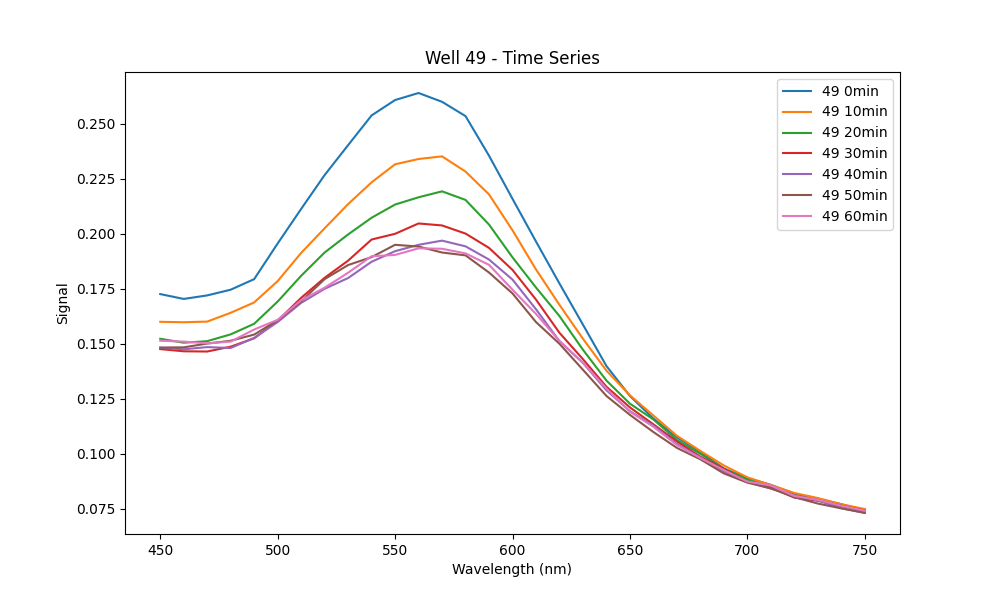 Well 49 - Time Series
49 0min
49 10min
49 20min
49 30min
49 40min
49 50min
49 60min
0.250
0.225
0.200
0.175
0.150
0.125
0.100
0.075
Signal
450 500 550 600 650 700 750
Wavelength (nm)